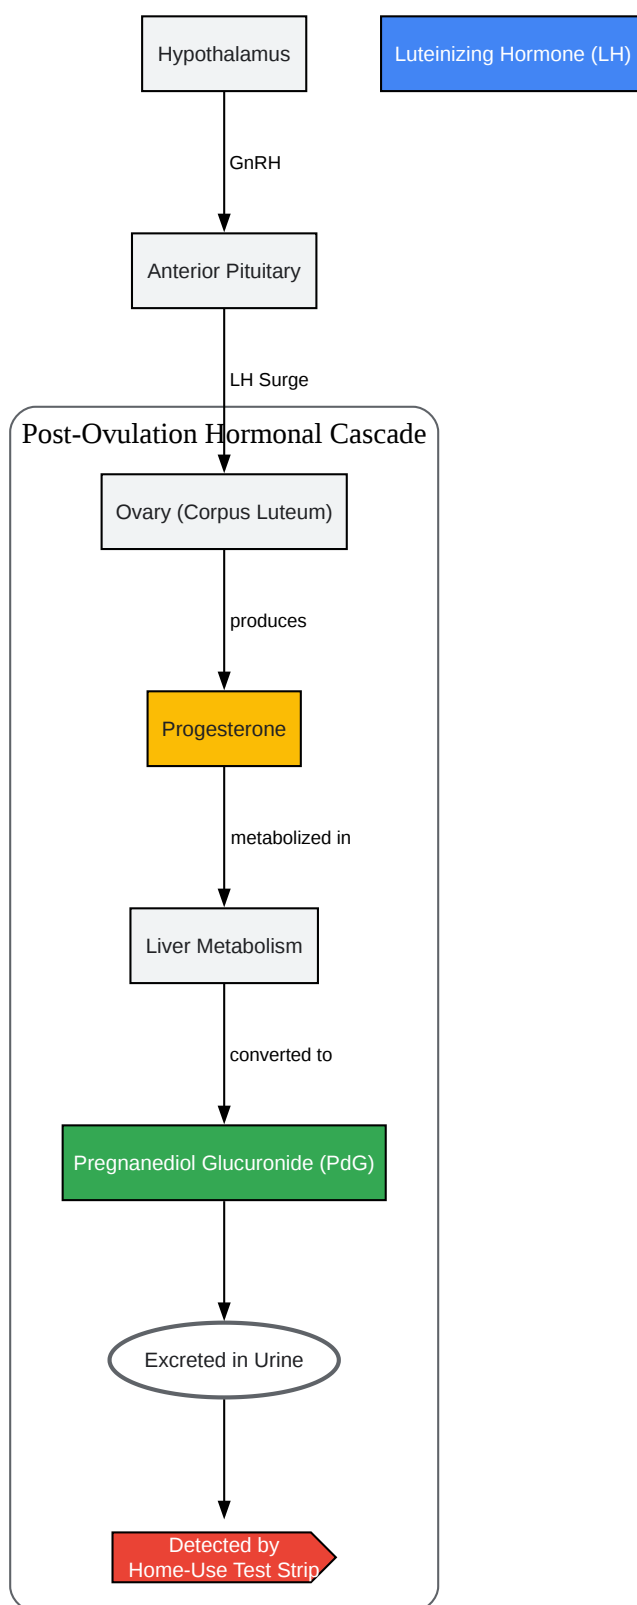 Hypothalamus
Luteinizing Hormone (LH)
GnRH
Anterior Pituitary
LH Surge
Post-Ovulation Hormonal Cascade
Ovary (Corpus Luteum)
produces
Progesterone
metabolized in
Liver Metabolism
converted to
Pregnanediol Glucuronide (PdG)
Excreted in Urine
Detected by
Home-Use Test Strip